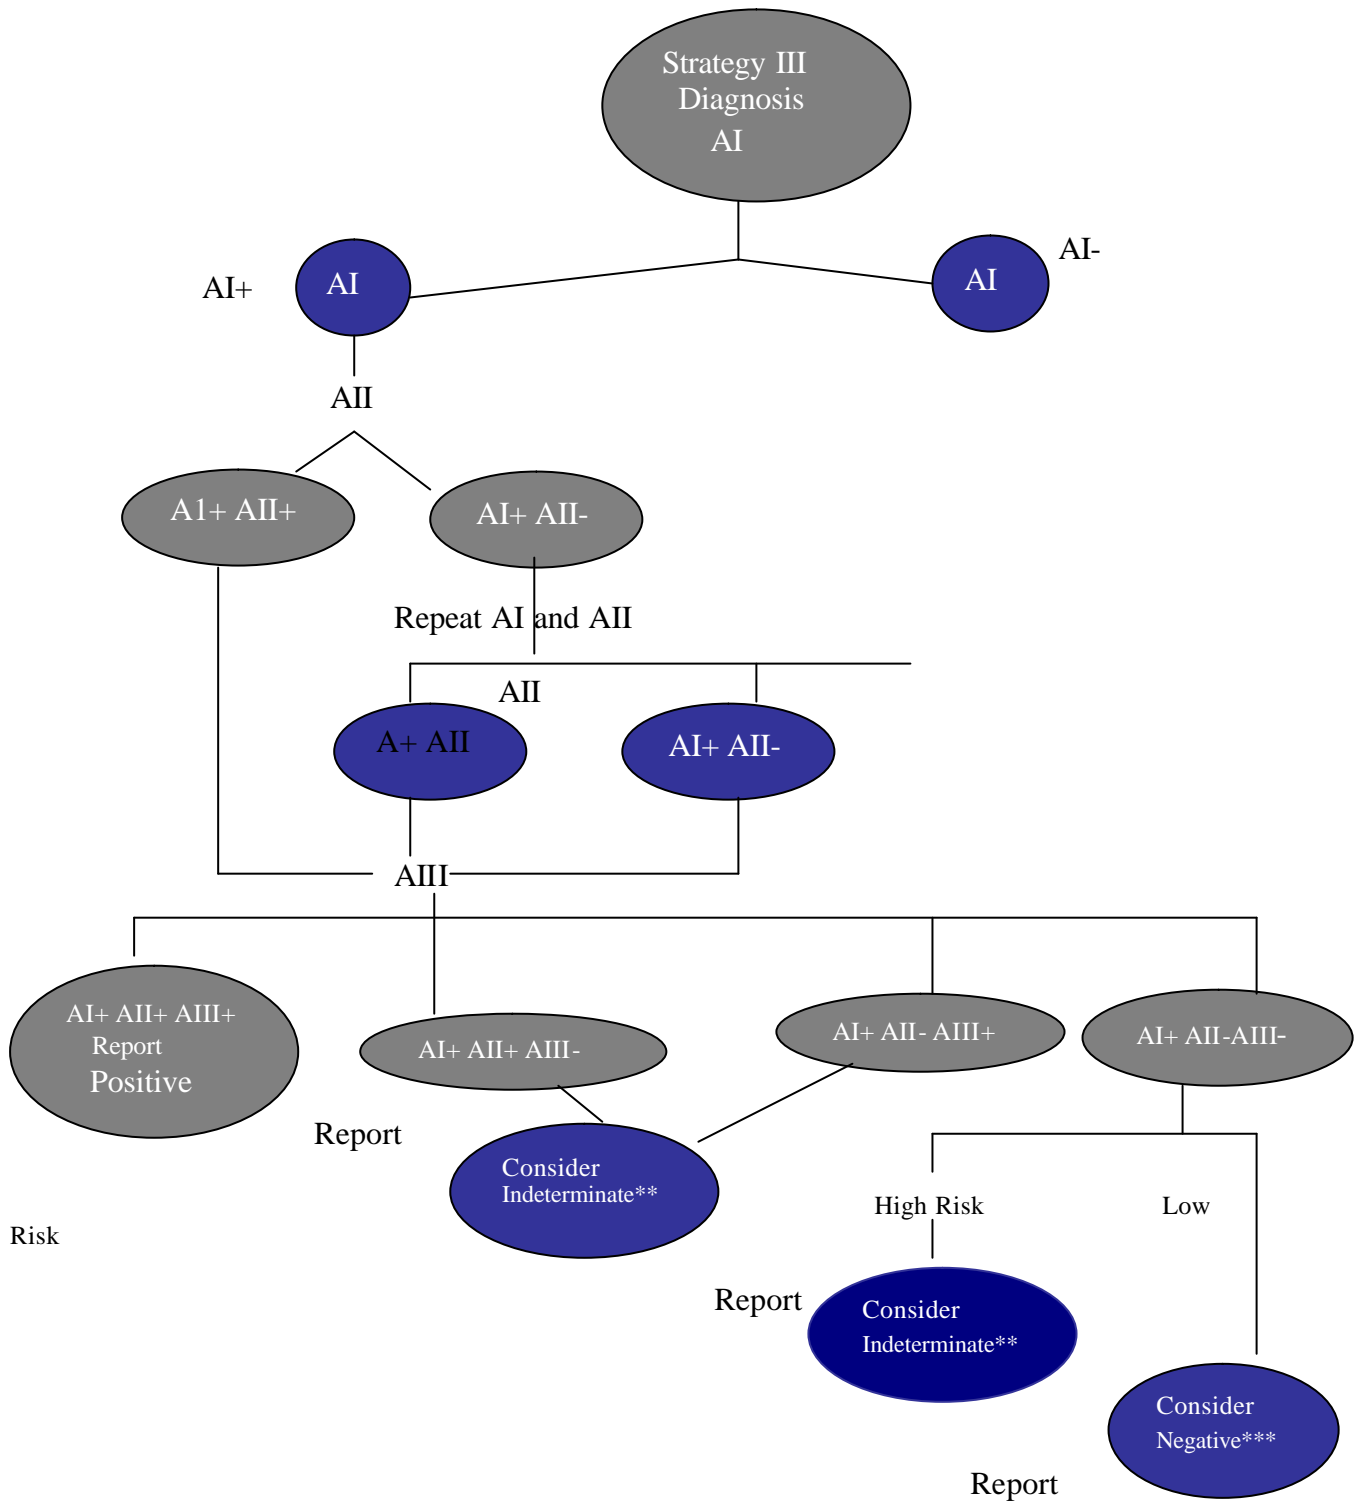 Strategy III
Diagnosis
AI
AI+
AI
AI
AI-
AII
A1+ AII+
AI+ AII-
Repeat AI and AII
AII
A+ AII
AI+ AII-
AIII
AI+ AII+ AIII+
Report
Positive
AI+ AII+ AIII-
AI+ AII- AIII+
AI+ AII-AIII-
Report
Consider
Indeterminate**
High Risk
Low
Risk
Report
Consider
Indeterminate**
Consider
Negative***
Report